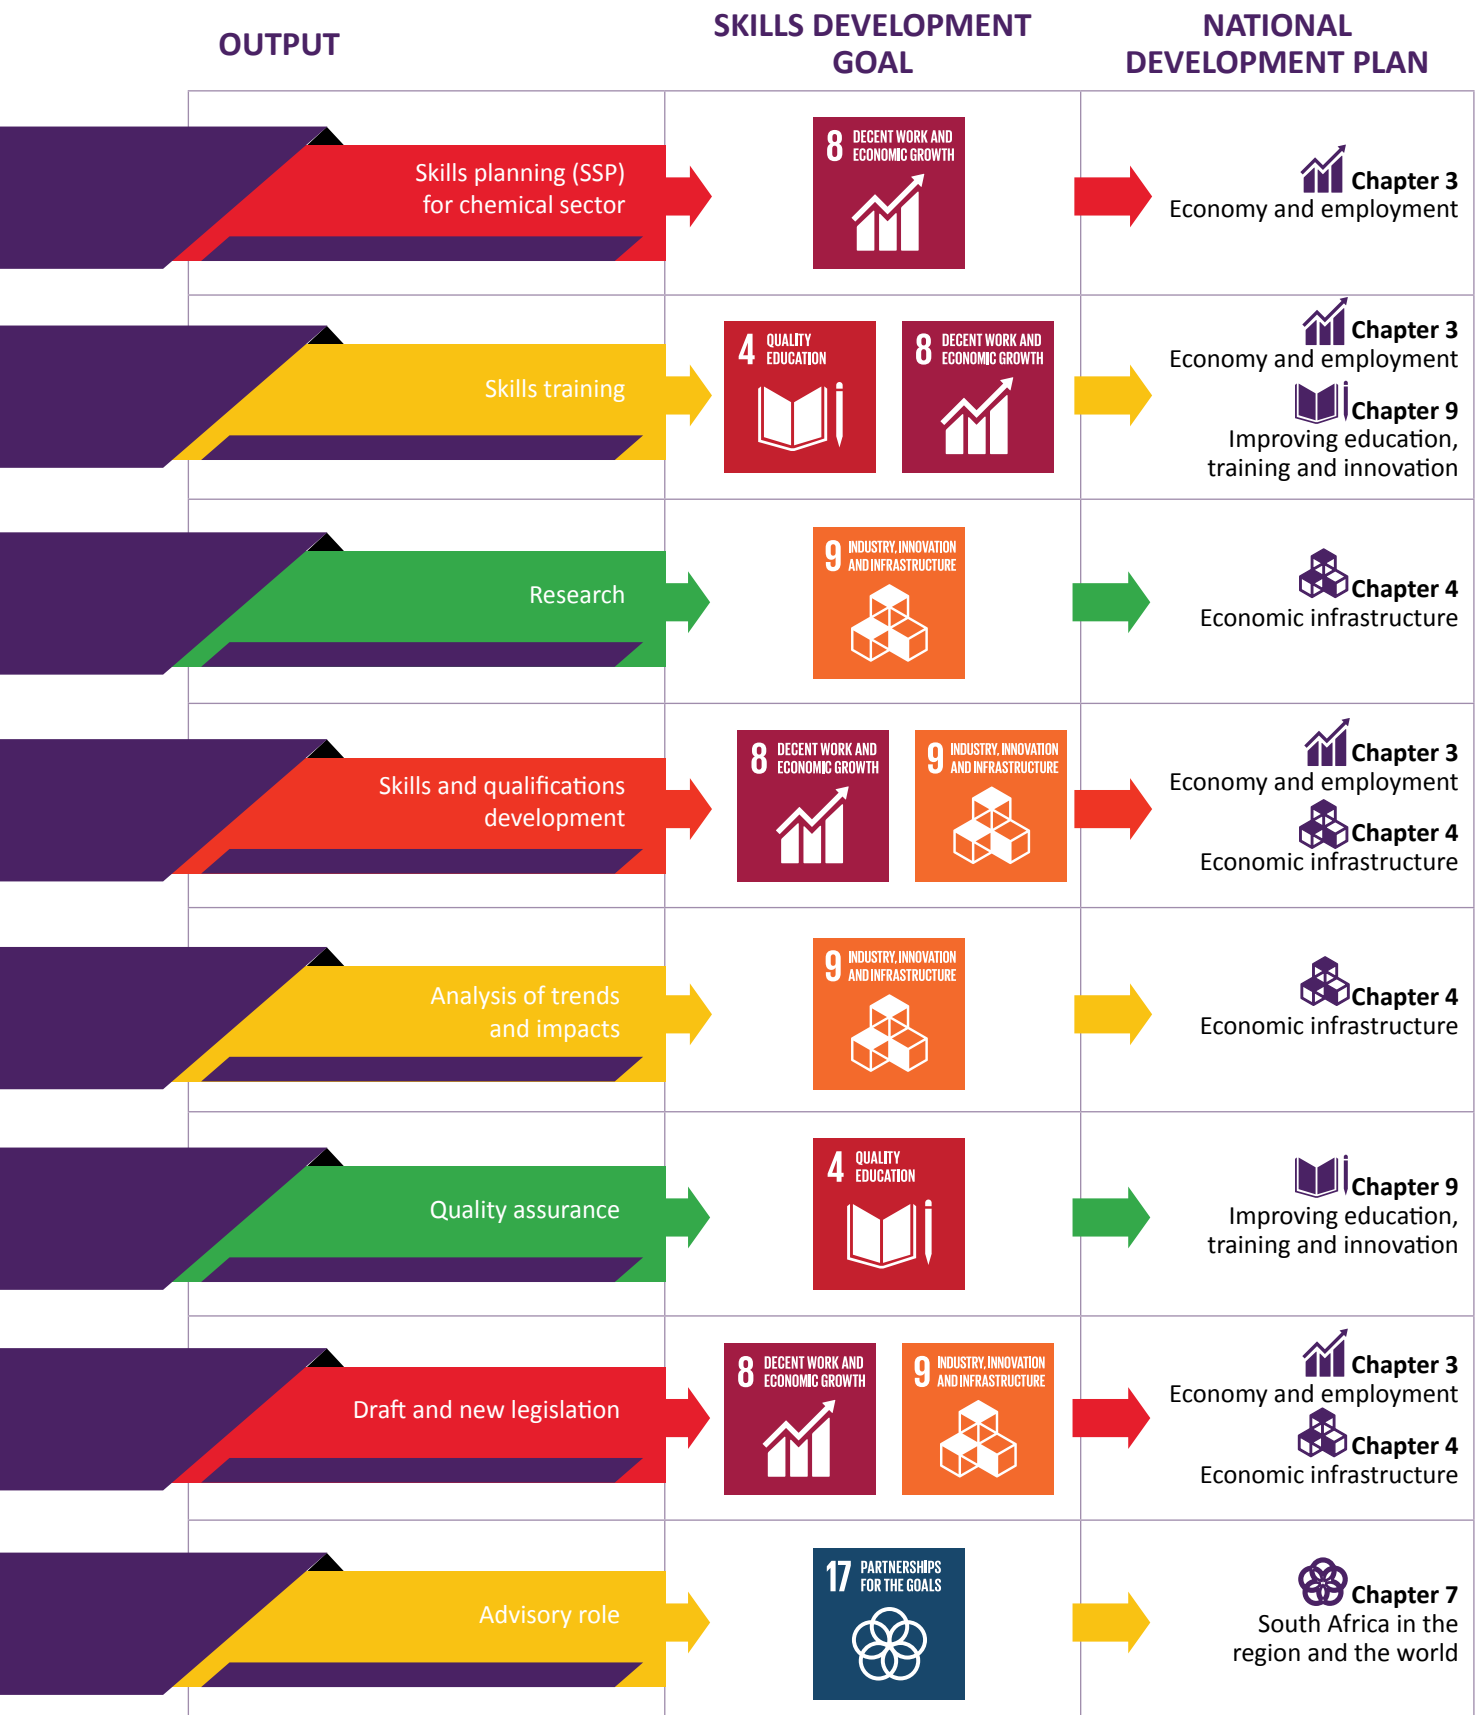 OUTPUT
SKILLS DEVELOPMENT
GOAL
NATIONAL
DEVELOPMENT PLAN
Skills planning (SSP)
for chemical sector
8 DECENT WORK AND
ECONOMIC GROWTH
Chapter 3
Economy and employment
Skills training
4 QUALITY
EDUCATION
8 DECENT WORK AND
ECONOMIC GROWTH
Chapter 3
Economy and employment
Chapter 9
Improving education,
training and innovation
Research
9 INDUSTRY, INNOVATION
AND INFRASTRUCTURE
Chapter 4
Economic infrastructure
Skills and qualifications
development
8 DECENT WORK AND
ECONOMIC GROWTH
9 INDUSTRY, INNOVATION
AND INFRASTRUCTURE
Chapter 3
Economy and employment
Chapter 4
Economic infrastructure
Analysis of trends
and impacts
9 INDUSTRY, INNOVATION
AND INFRASTRUCTURE
Chapter 4
Economic infrastructure
Quality assurance
4 QUALITY
EDUCATION
Chapter 9
Improving education,
training and innovation
Draft and new legislation
8 DECENT WORK AND
ECONOMIC GROWTH
9 INDUSTRY, INNOVATION
AND INFRASTRUCTURE
Chapter 3
Economy and employment
Chapter 4
Economic infrastructure
Advisory role
17 PARTNERSHIPS
FOR THE GOALS
Chapter 7
South Africa in the
region and the world